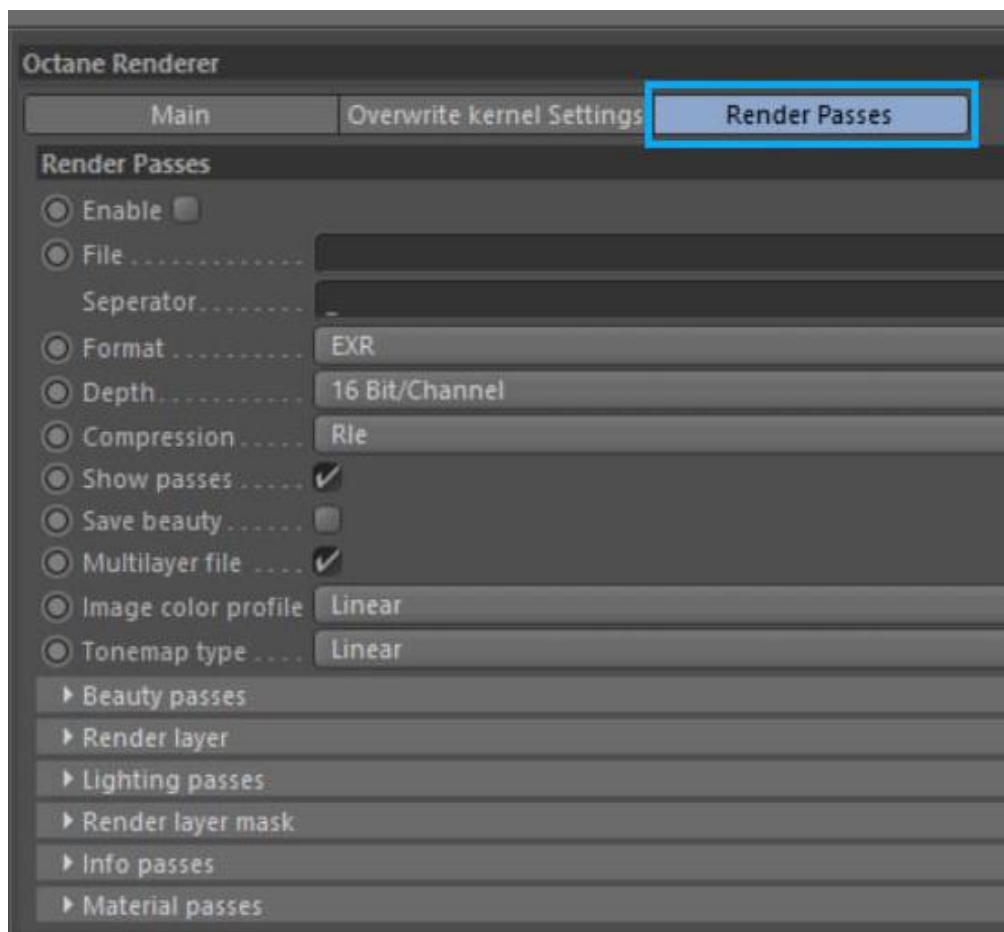 Octane Renderer
Main Overwrite kernel Settings Render Passes
Render Passes
Enable
File .............
Seperator........ _
Format .......... EXR
Depth............ 16 Bit/Channel
Compression ..... Rle
Show passes .....
Save beauty ......
Multilayer file ....
Image color profile Linear
Tonemap type .... Linear
Beauty passes
Render layer
Lighting passes
Render layer mask
Info passes
Material passes